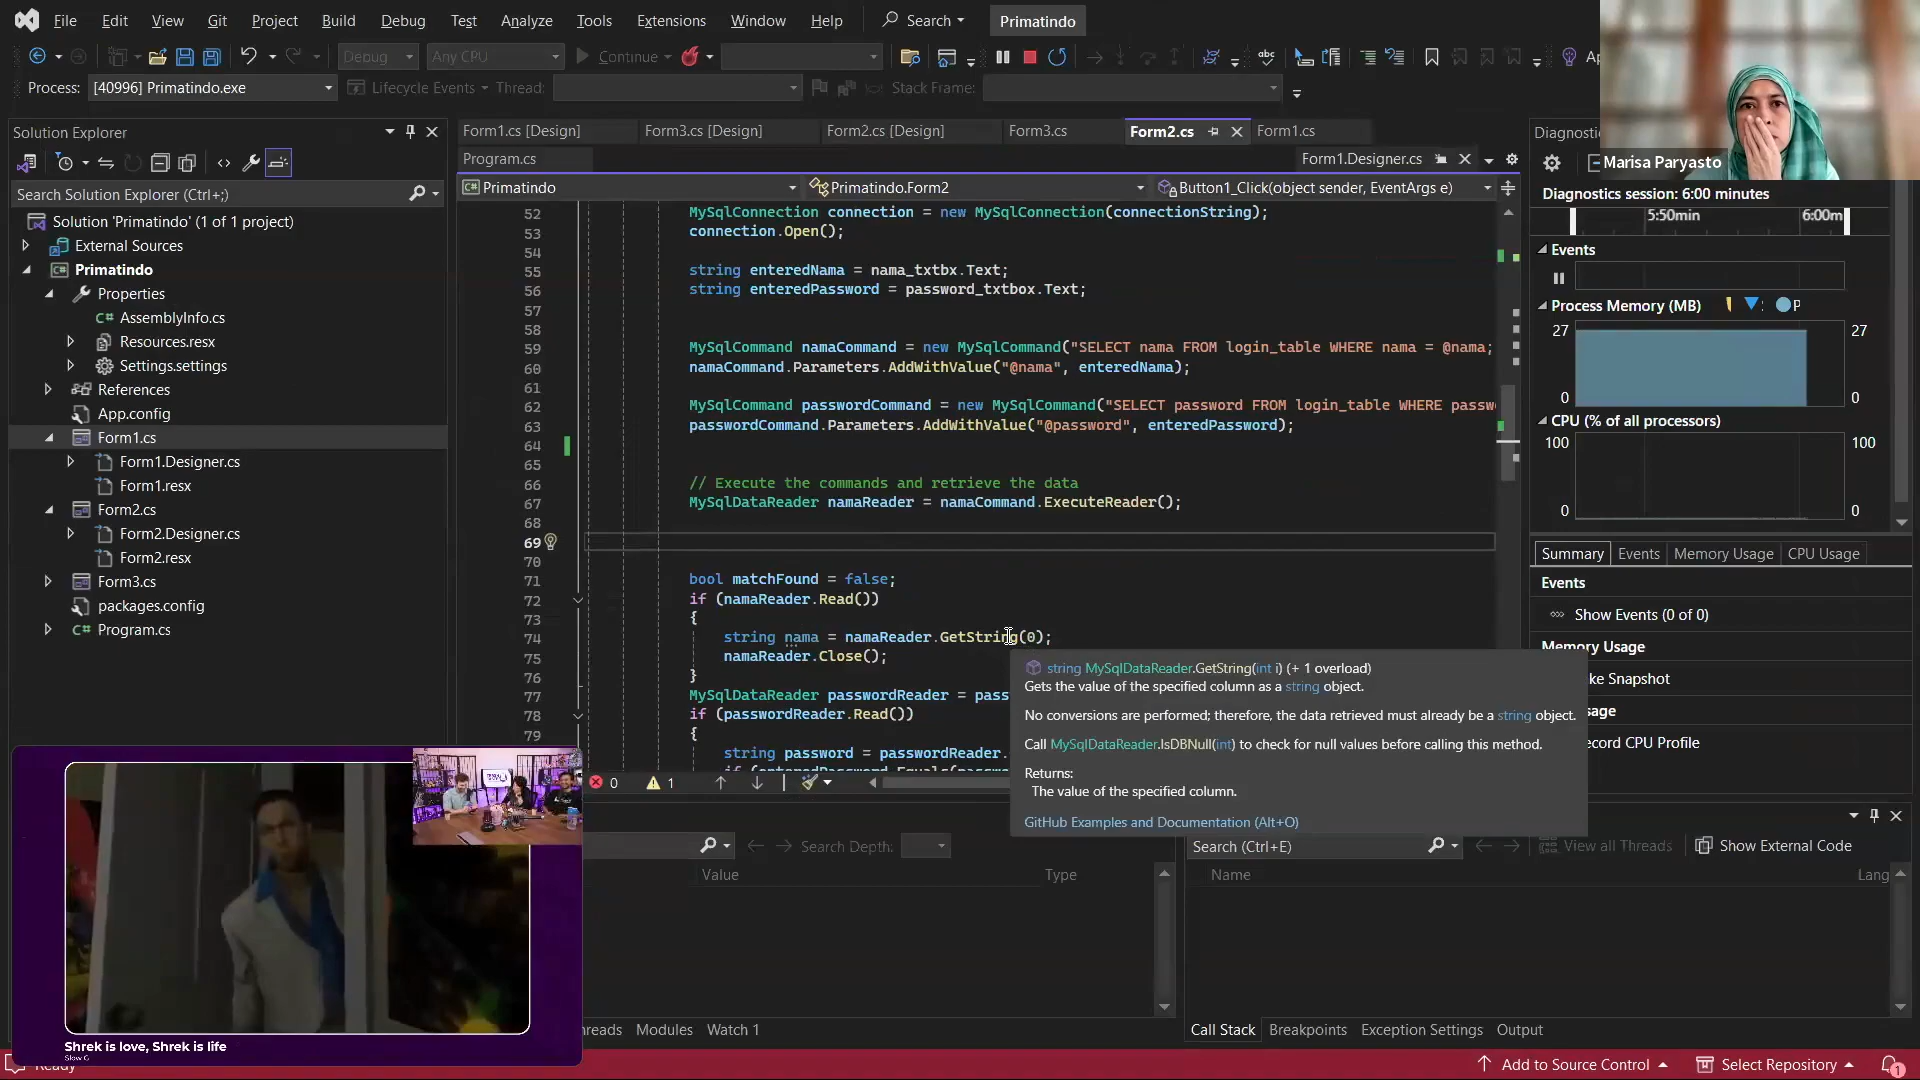 File Edit View Git Project Build Debug Test Analyze Tools Extensions Window Help Search Primatindo
Debug Any CPU Continue
Process: [40996] Primatindo.exe Lifecycle Events Thread: Stack Frame:
Marisa Paryasto
Solution Explorer
Search Solution Explorer (Ctrl+;)
Solution 'Primatindo' (1 of 1 project)
External Sources
Primatindo
Properties
AssemblyInfo.cs
Resources.resx
Settings.settings
References
App.config
Form1.cs
Form1.Designer.cs
Form1.resx
Form2.cs
Form2.Designer.cs
Form2.resx
Form3.cs
packages.config
Program.cs
Form1.cs [Design] Form3.cs [Design] Form2.cs [Design] Form3.cs Form2.cs Form1.cs
Program.cs Form1.Designer.cs
Primatindo Primatindo.Form2 Button1_Click(object sender, EventArgs e)
52 MySqlConnection connection = new MySqlConnection(connectionString);
53 connection.Open();
54
55 string enteredNama = nama_txtbx.Text;
56 string enteredPassword = password_txtbox.Text;
57
58
59 MySqlCommand namaCommand = new MySqlCommand("SELECT nama FROM login_table WHERE nama = @nama;
60 namaCommand.Parameters.AddWithValue("@nama", enteredNama);
61
62 MySqlCommand passwordCommand = new MySqlCommand("SELECT password FROM login_table WHERE passw
63 passwordCommand.Parameters.AddWithValue("@password", enteredPassword);
64
65
66 // Execute the commands and retrieve the data
67 MySqlDataReader namaReader = namaCommand.ExecuteReader();
68
69
70
71 bool matchFound = false;
72 if (namaReader.Read())
73 {
74 string nama = namaReader.GetString(0);
75 namaReader.Close();
76 }
77 MySqlDataReader passwordReader = pass
78 if (passwordReader.Read())
79 {
string password = passwordReader.
string MySqlDataReader.GetString(int i) (+ 1 overload)
Gets the value of the specified column as a string object.
No conversions are performed; therefore, the data retrieved must already be a string object.
Call MySqlDataReader.IsDBNull(int) to check for null values before calling this method.
Returns:
The value of the specified column.
GitHub Examples and Documentation (Alt+O)
0 1
Diagnostics session: 6:00 minutes
5:50min 6:00m
Events
Process Memory (MB) P
27 27
0 0
CPU (% of all processors)
100 100
0 0
Summary Events Memory Usage CPU Usage
Events
Show Events (0 of 0)
Memory Usage
ke Snapshot
sage
ecord CPU Profile
Search Depth:
Value Type
reads Modules Watch 1
Search (Ctrl+E) View all Threads Show External Code
Name Lang
Call Stack Breakpoints Exception Settings Output
Shrek is love, Shrek is life
Slow G
Ready
Add to Source Control Select Repository 1